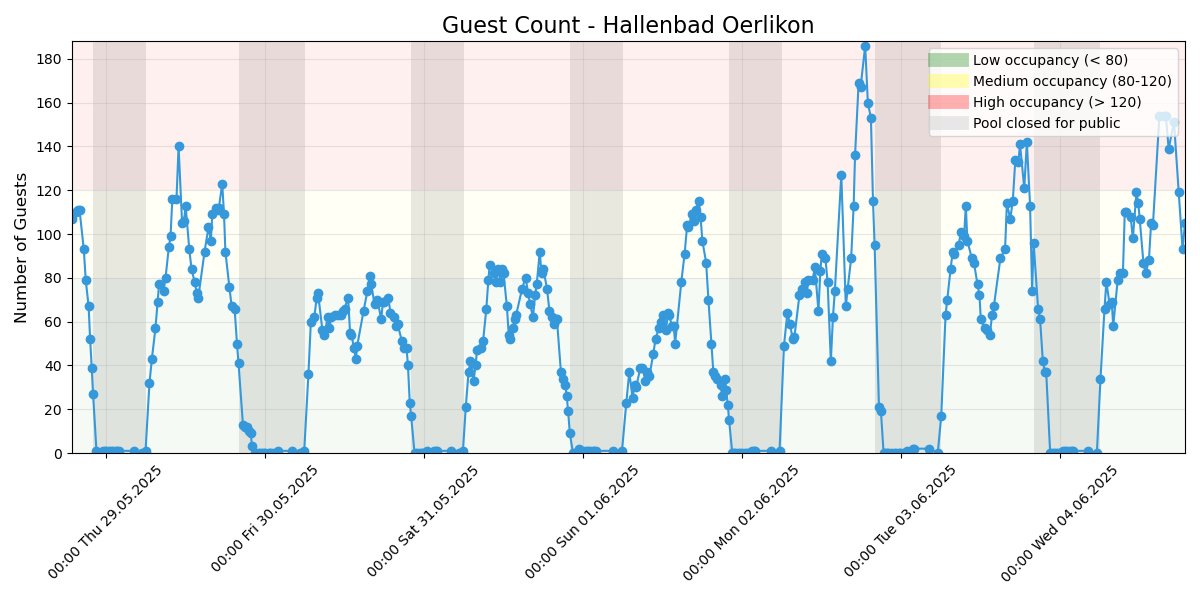 Guest Count - Hallenbad Oerlikon
Number of Guests
180
160
140
120
100
80
60
40
20
0
Low occupancy (< 80)
Medium occupancy (80-120)
High occupancy (> 120)
Pool closed for public
00:00 Thu 29.05.2025
00:00 Fri 30.05.2025
00:00 Sat 31.05.2025
00:00 Sun 01.06.2025
00:00 Mon 02.06.2025
00:00 Tue 03.06.2025
00:00 Wed 04.06.2025